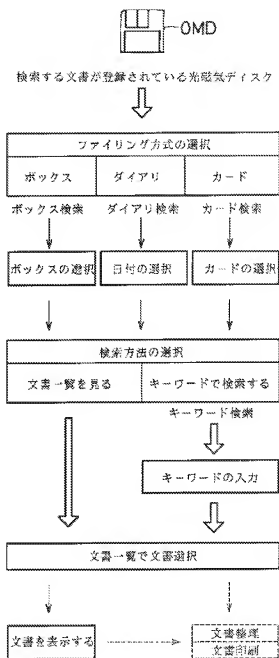 OMD
検索する文書が登録されている光磁気ディスク
ファイリング方式の選択
ボックス ダイアリ カード
ボックス検索 ダイアリ検索 カード検索
ボックスの選択 日付の選択 カードの選択
検索方法の選択
文書一覧を見る キーワードで検索する
キーワード検索
キーワードの入力
文書一覧で文書選択
文書を表示する 文書整理
文書印刷